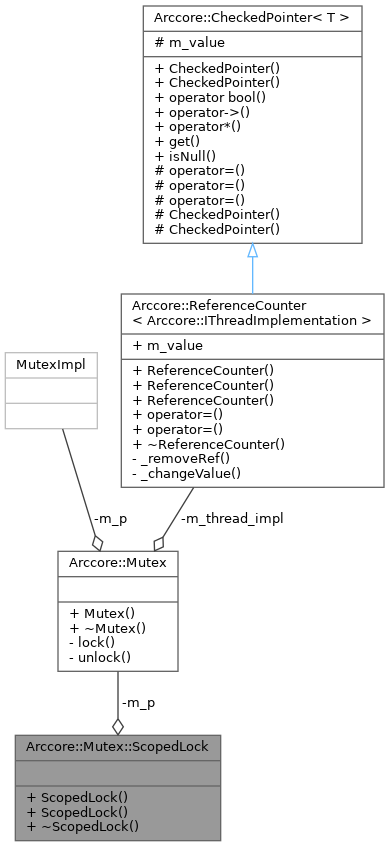 Arccore::CheckedPointer< T >
# m_value
+ CheckedPointer()
+ CheckedPointer()
+ operator bool()
+ operator->()
+ operator*()
+ get()
+ isNull()
# operator=()
# operator=()
# operator=()
# CheckedPointer()
# CheckedPointer()
Arccore::ReferenceCounter
< Arccore::IThreadImplementation >
+ m_value
+ ReferenceCounter()
+ ReferenceCounter()
+ ReferenceCounter()
+ operator=()
+ operator=()
+ ~ReferenceCounter()
- _removeRef()
- _changeValue()
MutexImpl
-m_p
-m_thread_impl
Arccore::Mutex
+ Mutex()
+ ~Mutex()
- lock()
- unlock()
-m_p
Arccore::Mutex::ScopedLock
+ ScopedLock()
+ ScopedLock()
+ ~ScopedLock()